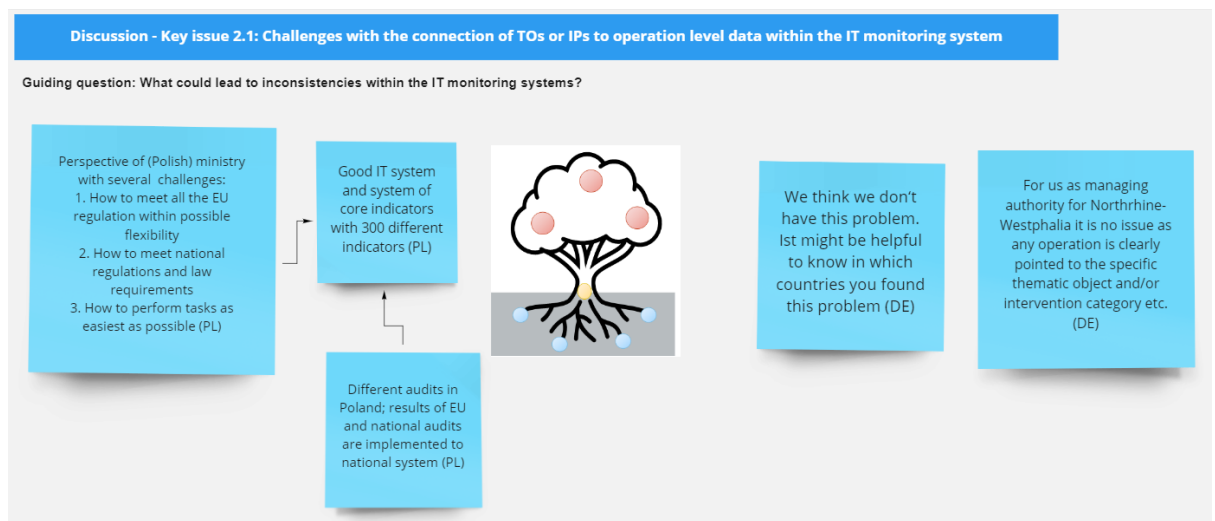 Discussion - Key issue 2.1: Challenges with the connection of TOs or IPs to operation level data within the IT monitoring system
Guiding question: What could lead to inconsistencies within the IT monitoring systems?
Perspective of (Polish) ministry
with several  challenges:
1. How to meet all the EU
regulation within possible
flexibility
2. How to meet national
regulations and law
requirements
3. How to perform tasks as
easiest as possible (PL)
Good IT system
and system of
core indicators
with 300 different
indicators (PL)
Different audits in
Poland; results of EU
and national audits
are implemented to
national system (PL)
We think we don‘t
have this problem.
Ist might be helpful
to know in which
countries you found
this problem (DE)
For us as managing
authority for Northrhine-
Westphalia it is no issue as
any operation is clearly
pointed to the specific
thematic object and/or
intervention category etc.
(DE)